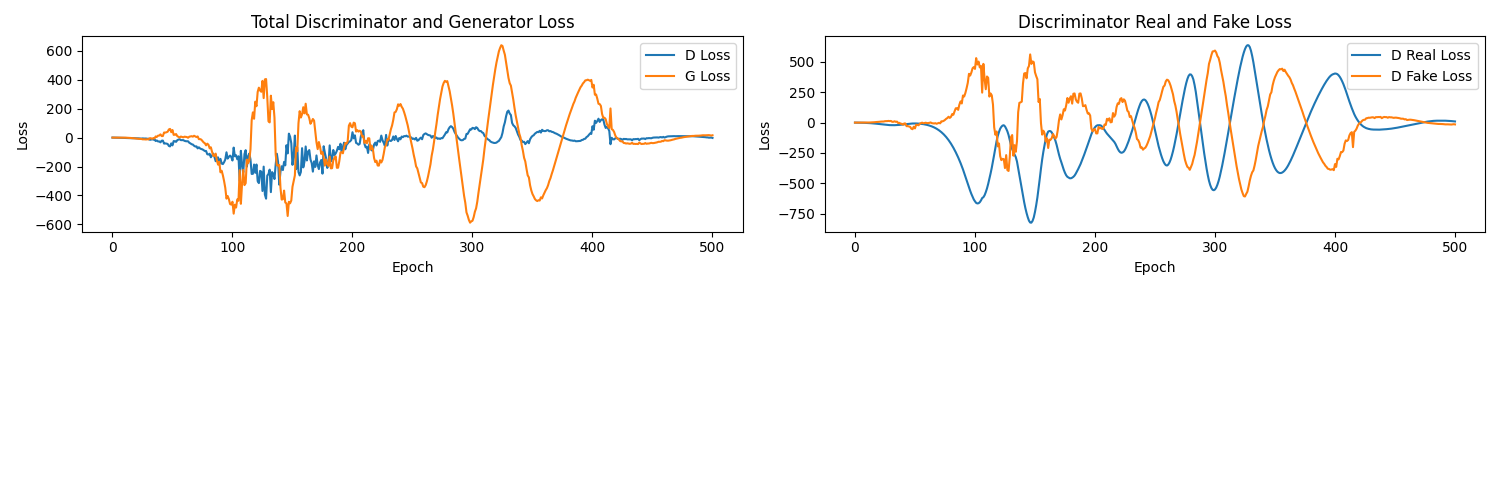 Total Discriminator and Generator Loss
600
400
200
0
−200
−400
−600
Loss
0 100 200 300 400 500
Epoch
D Loss
G Loss
Discriminator Real and Fake Loss
500
250
0
−250
−500
−750
Loss
0 100 200 300 400 500
Epoch
D Real Loss
D Fake Loss